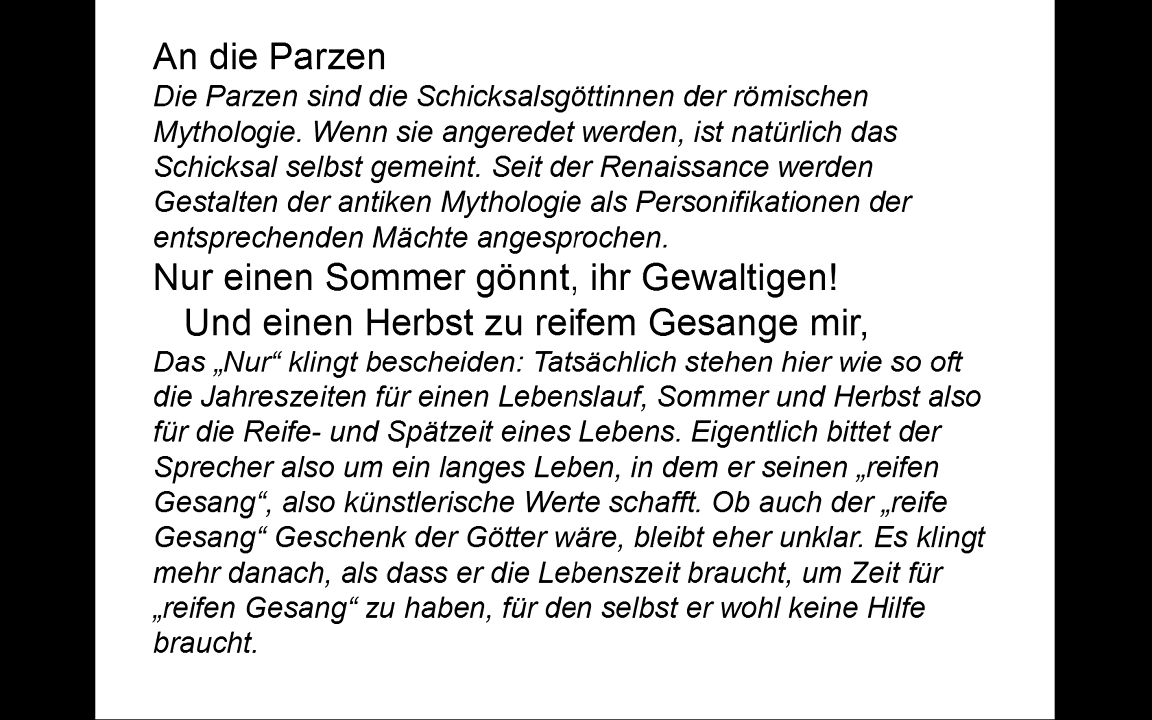 An die Parzen
Die Parzen sind die Schicksalsgöttinnen der römischen
Mythologie. Wenn sie angeredet werden, ist natürlich das
Schicksal selbst gemeint. Seit der Renaissance werden
Gestalten der antiken Mythologie als Personifikationen der
entsprechenden Mächte angesprochen.
Nur einen Sommer gönnt, ihr Gewaltigen!
Und einen Herbst zu reifem Gesange mir,
Das „Nur“ klingt bescheiden: Tatsächlich stehen hier wie so oft
die Jahreszeiten für einen Lebenslauf, Sommer und Herbst also
für die Reife- und Spätzeit eines Lebens. Eigentlich bittet der
Sprecher also um ein langes Leben, in dem er seinen „reifen
Gesang“, also künstlerische Werte schafft. Ob auch der „reife
Gesang“ Geschenk der Götter wäre, bleibt eher unklar. Es klingt
mehr danach, als dass er die Lebenszeit braucht, um Zeit für
„reifen Gesang“ zu haben, für den selbst er wohl keine Hilfe
braucht.